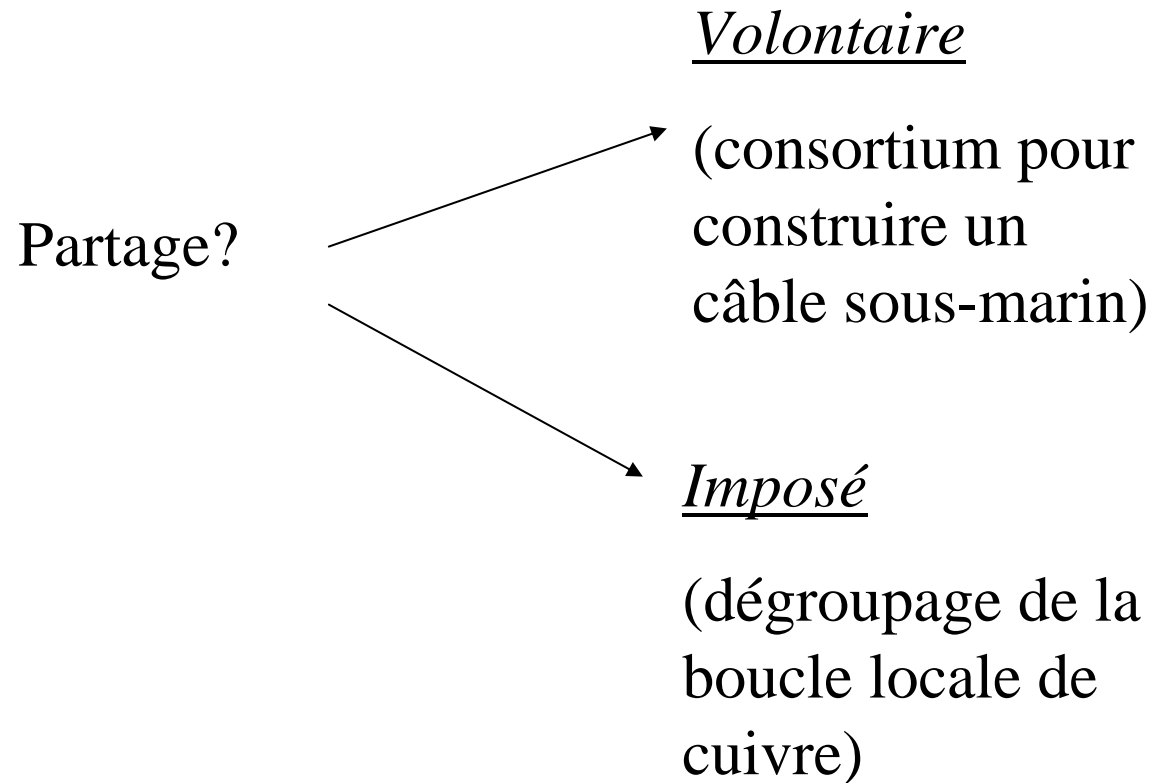 Partage?
Volontaire
(consortium pour
construire un
câble sous-marin)
Imposé
(dégroupage de la
boucle locale de
cuivre)